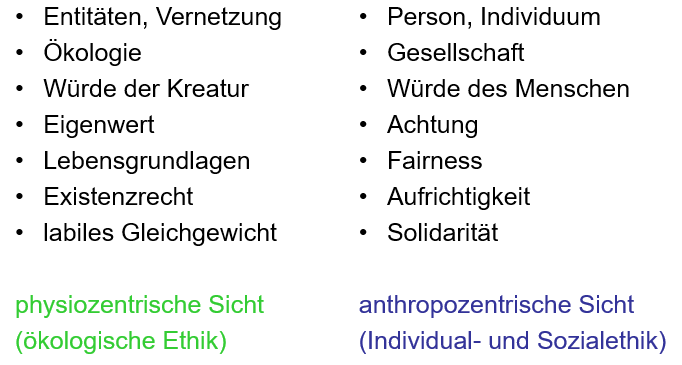 • Entitäten, Vernetzung
• Ökologie
• Würde der Kreatur
• Eigenwert
• Lebensgrundlagen
• Existenzrecht
• labiles Gleichgewicht
physiozentrische Sicht
(ökologische Ethik)
• Person, Individuum
• Gesellschaft
• Würde des Menschen
• Achtung
• Fairness
• Aufrichtigkeit
• Solidarität
anthropozentrische Sicht
(Individual- und Sozialethik)